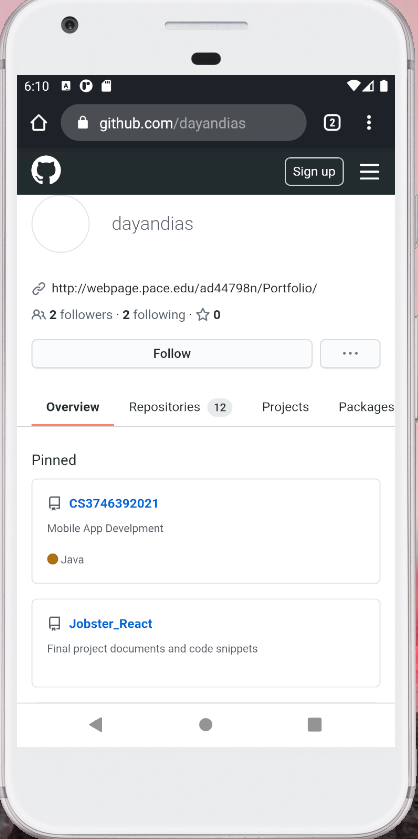 6:10
github.com/dayandias
2
Sign up
dayandias
http://webpage.pace.edu/ad44798n/Portfolio/
2 followers · 2 following · 0
Follow
Overview Repositories 12 Projects Packages
Pinned
CS3746392021
Mobile App Develpment
Java
Jobster_React
Final project documents and code snippets